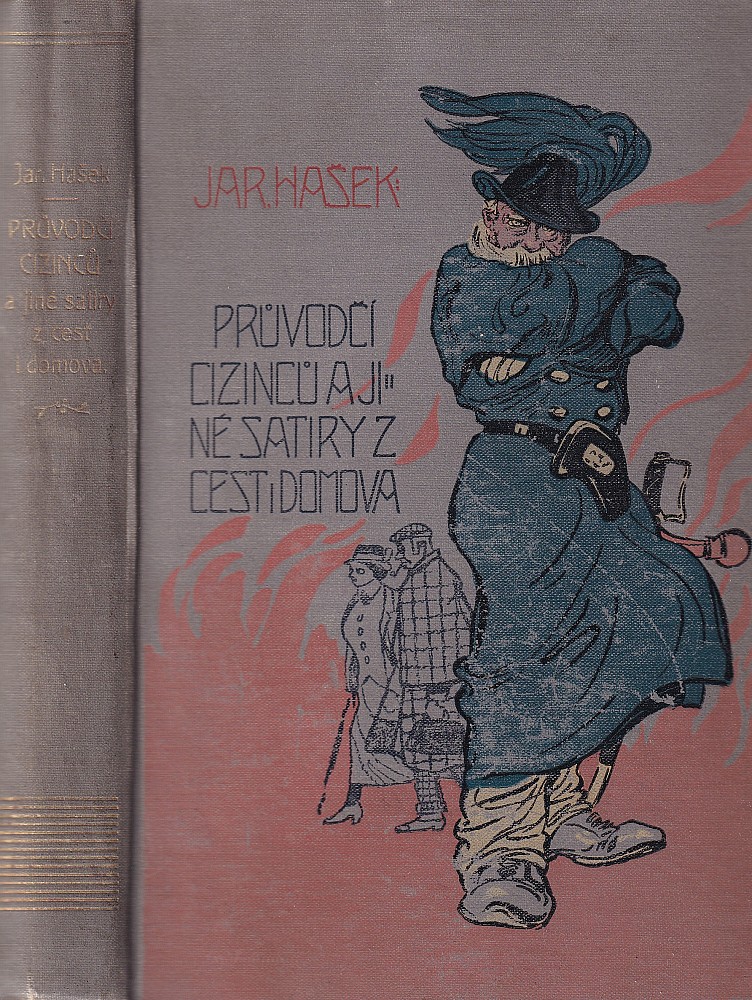 Jar. Hašek
PRŮVODČÍ
CIZINCŮ
a jiné satiry
z cest
i domova.
JAR. HAŠEK:
PRŮVODČÍ
CIZINCŮ A JI=
NÉ SATIRY Z
CEST i DOMOVA